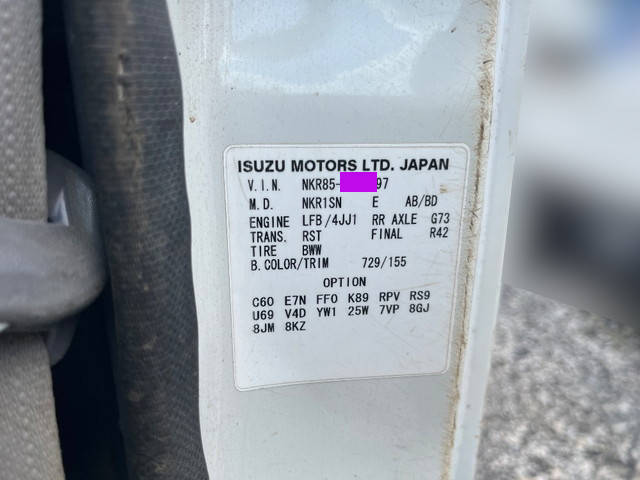 ISUZU MOTORS LTD. JAPAN
V.I.N. NKR85- 97
M.D. NKR1SN E AB/BD
ENGINE LFB/4JJ1 RR AXLE G73
TRANS. RST FINAL R42
TIRE BWW
B.COLOR/TRIM 729/155
OPTION
C60 E7N FF0 K89 RPV RS9
U69 V4D YW1 25W 7VP 8GJ
8JM 8KZ